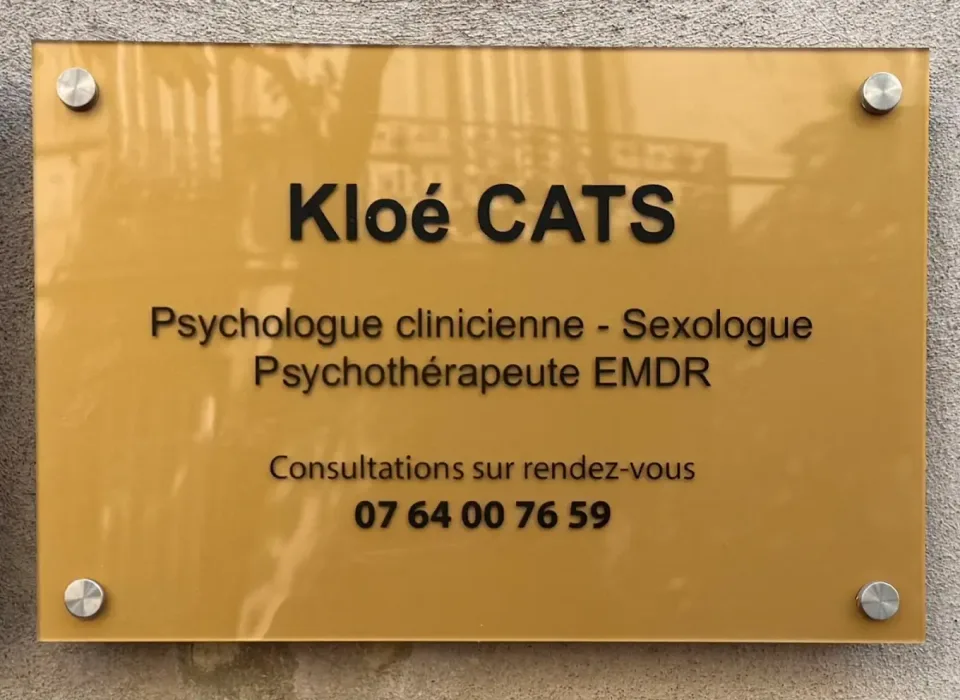 Kloé CATS
Psychologue clinicienne - Sexologue
Psychothérapeute EMDR
Consultations sur rendez-vous
07 64 00 76 59